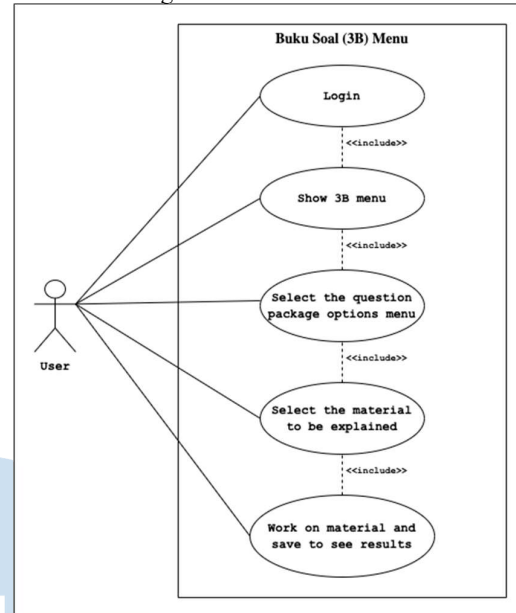 Buku Soal (3B) Menu
Login
<<include>>
Show 3B menu
<<include>>
Select the question
package options menu
<<include>>
Select the material
to be explained
<<include>>
Work on material and
save to see results
User